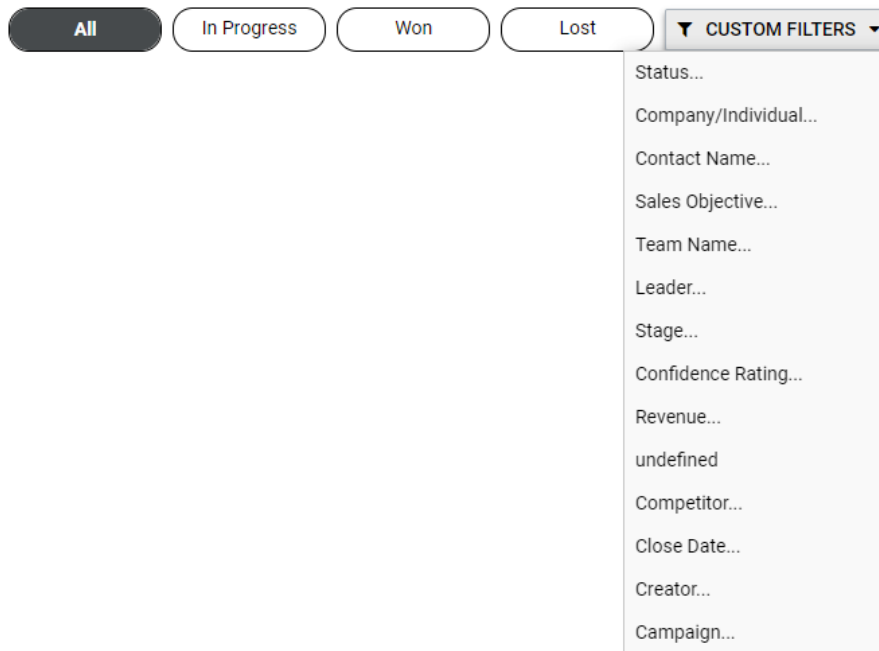 All In Progress Won Lost CUSTOM FILTERS
Status...
Company/Individual...
Contact Name...
Sales Objective...
Team Name...
Leader...
Stage...
Confidence Rating...
Revenue...
undefined
Competitor...
Close Date...
Creator...
Campaign...